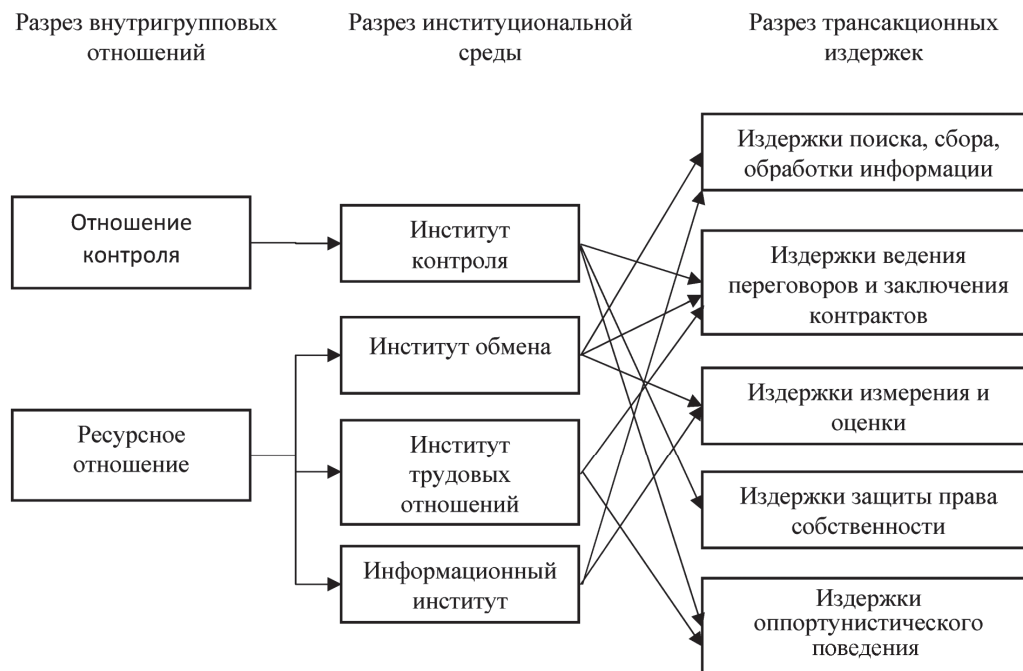 Разрез внутригрупповых
отношений
Разрез институциональной
среды
Разрез трансакционных
издержек
Отношение
контроля
Ресурсное
отношение
Институт
контроля
Институт обмена
Институт
трудовых
отношений
Информационный
институт
Издержки поиска, сбора,
обработки информации
Издержки ведения
переговоров и заключения
контрактов
Издержки измерения и
оценки
Издержки защиты права
собственности
Издержки
оппортунистического
поведения